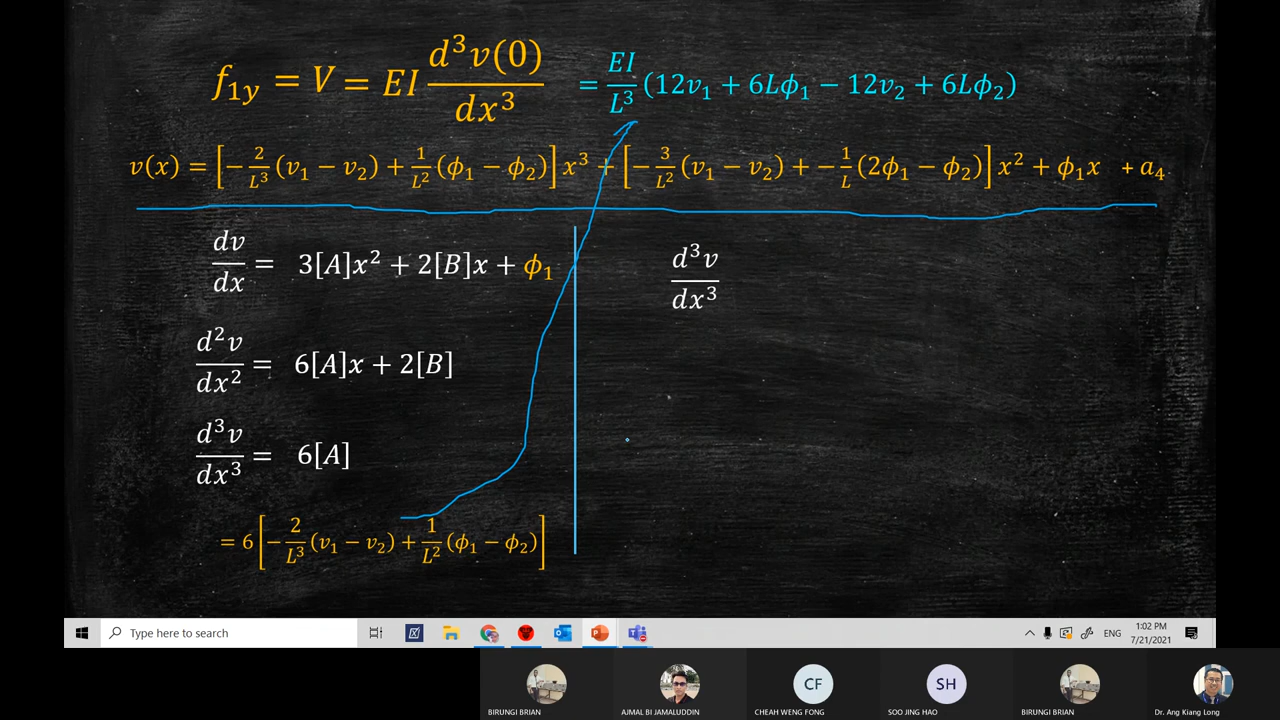 f₁y = V = EI d³v(0)/dx³ = EI/L³ (12v₁ + 6Lϕ₁ − 12v₂ + 6Lϕ₂)
v(x) = [−2/L³ (v₁ − v₂) + 1/L² (ϕ₁ − ϕ₂)] x³ + [−3/L² (v₁ − v₂) + −1/L (2ϕ₁ − ϕ₂)] x² + ϕ₁x + a₄
dv/dx = 3[A]x² + 2[B]x + ϕ₁
d³v/dx³
d²v/dx² = 6[A]x + 2[B]
d³v/dx³ = 6[A]
= 6 [−2/L³ (v₁ − v₂) + 1/L² (ϕ₁ − ϕ₂)]
Type here to search
ENG
1:02 PM
7/21/2021
CF
SH
BIRUNGI BRIAN
AJMAL BI JAMALUDDIN
CHEAH WENG FONG
SOO JING HAO
BIRUNGI BRIAN
Dr. Ang Kiang Long